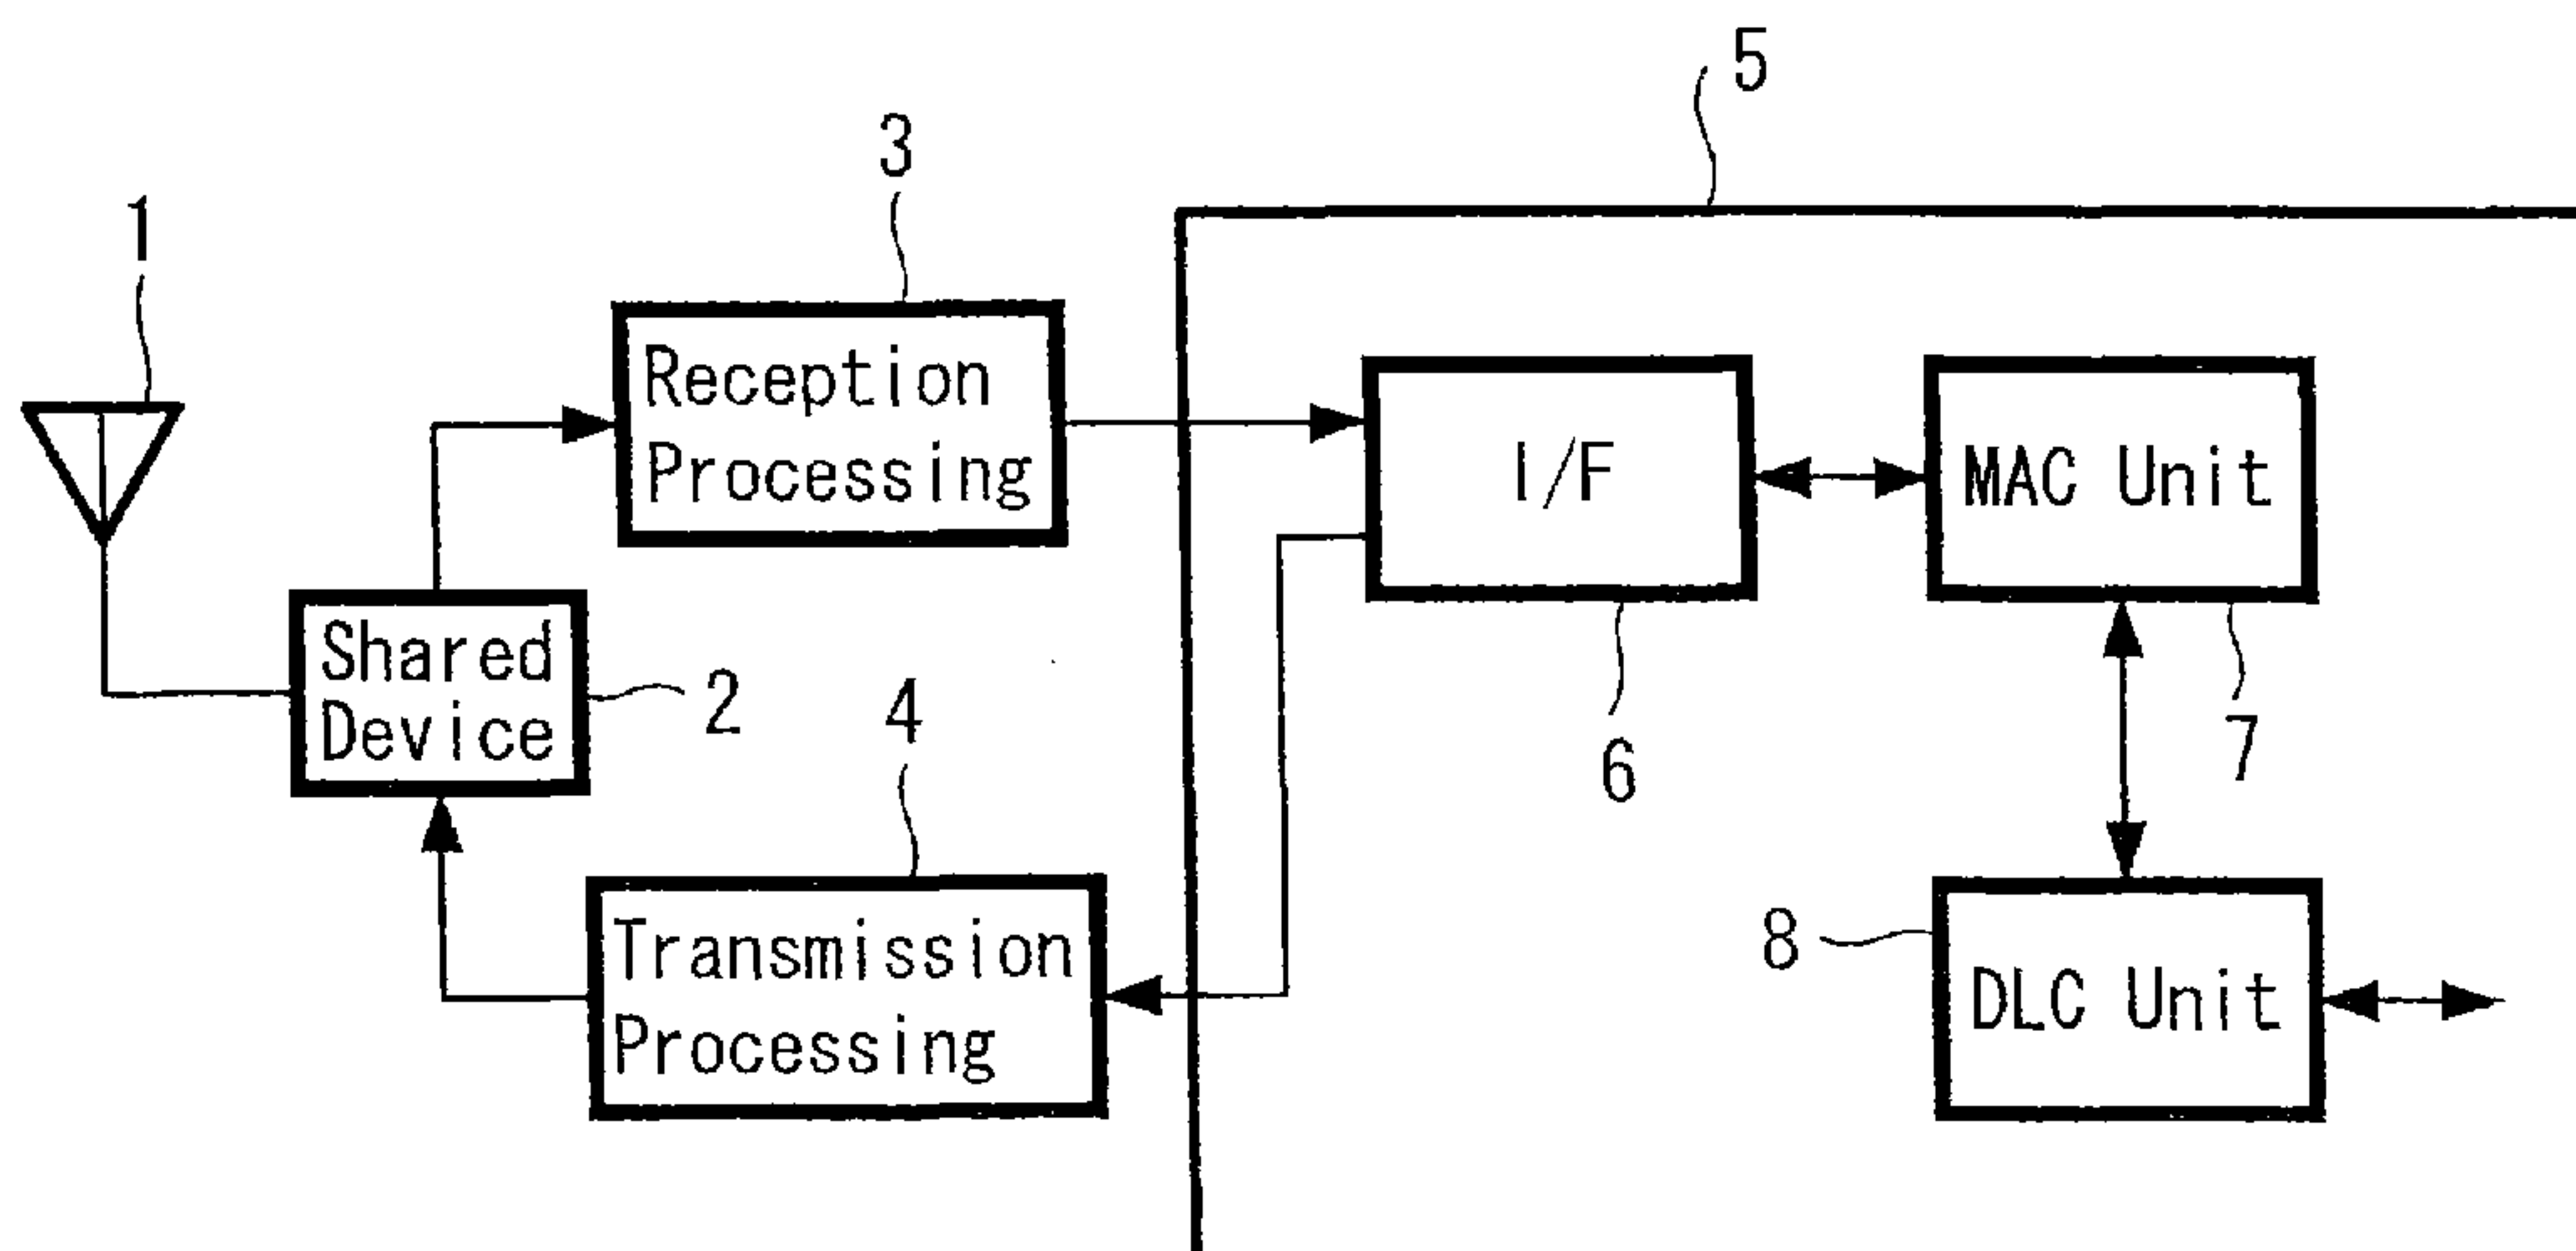 5
3
1
Reception
Processing
I/F
MAC Unit
Shared
Device
2
4
6
7
Transmission
Processing
8
DLC Unit